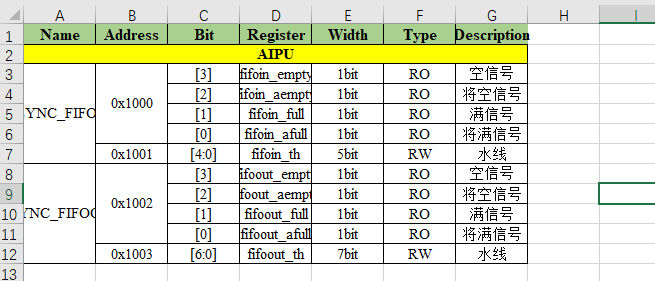 A B C D E F G H I
1 Name Address Bit Register Width Type Description
2 AIPU
3 [3] fifoin_empty 1bit RO 空信号
4 YNC_FIFO 0x1000 [2] ifoin_aempty 1bit RO 将空信号
5 [1] fifoin_full 1bit RO 满信号
6 [0] fifoin_afull 1bit RO 将满信号
7 0x1001 [4:0] fifoin_th 5bit RW 水线
8 [3] ifoout_empt 1bit RO 空信号
9 0x1002 [2] foout_aempt 1bit RO 将空信号
10 YNC_FIFOO [1] fifoout_full 1bit RO 满信号
11 [0] fifoout_afull 1bit RO 将满信号
12 0x1003 [6:0] fifoout_th 7bit RW 水线
13